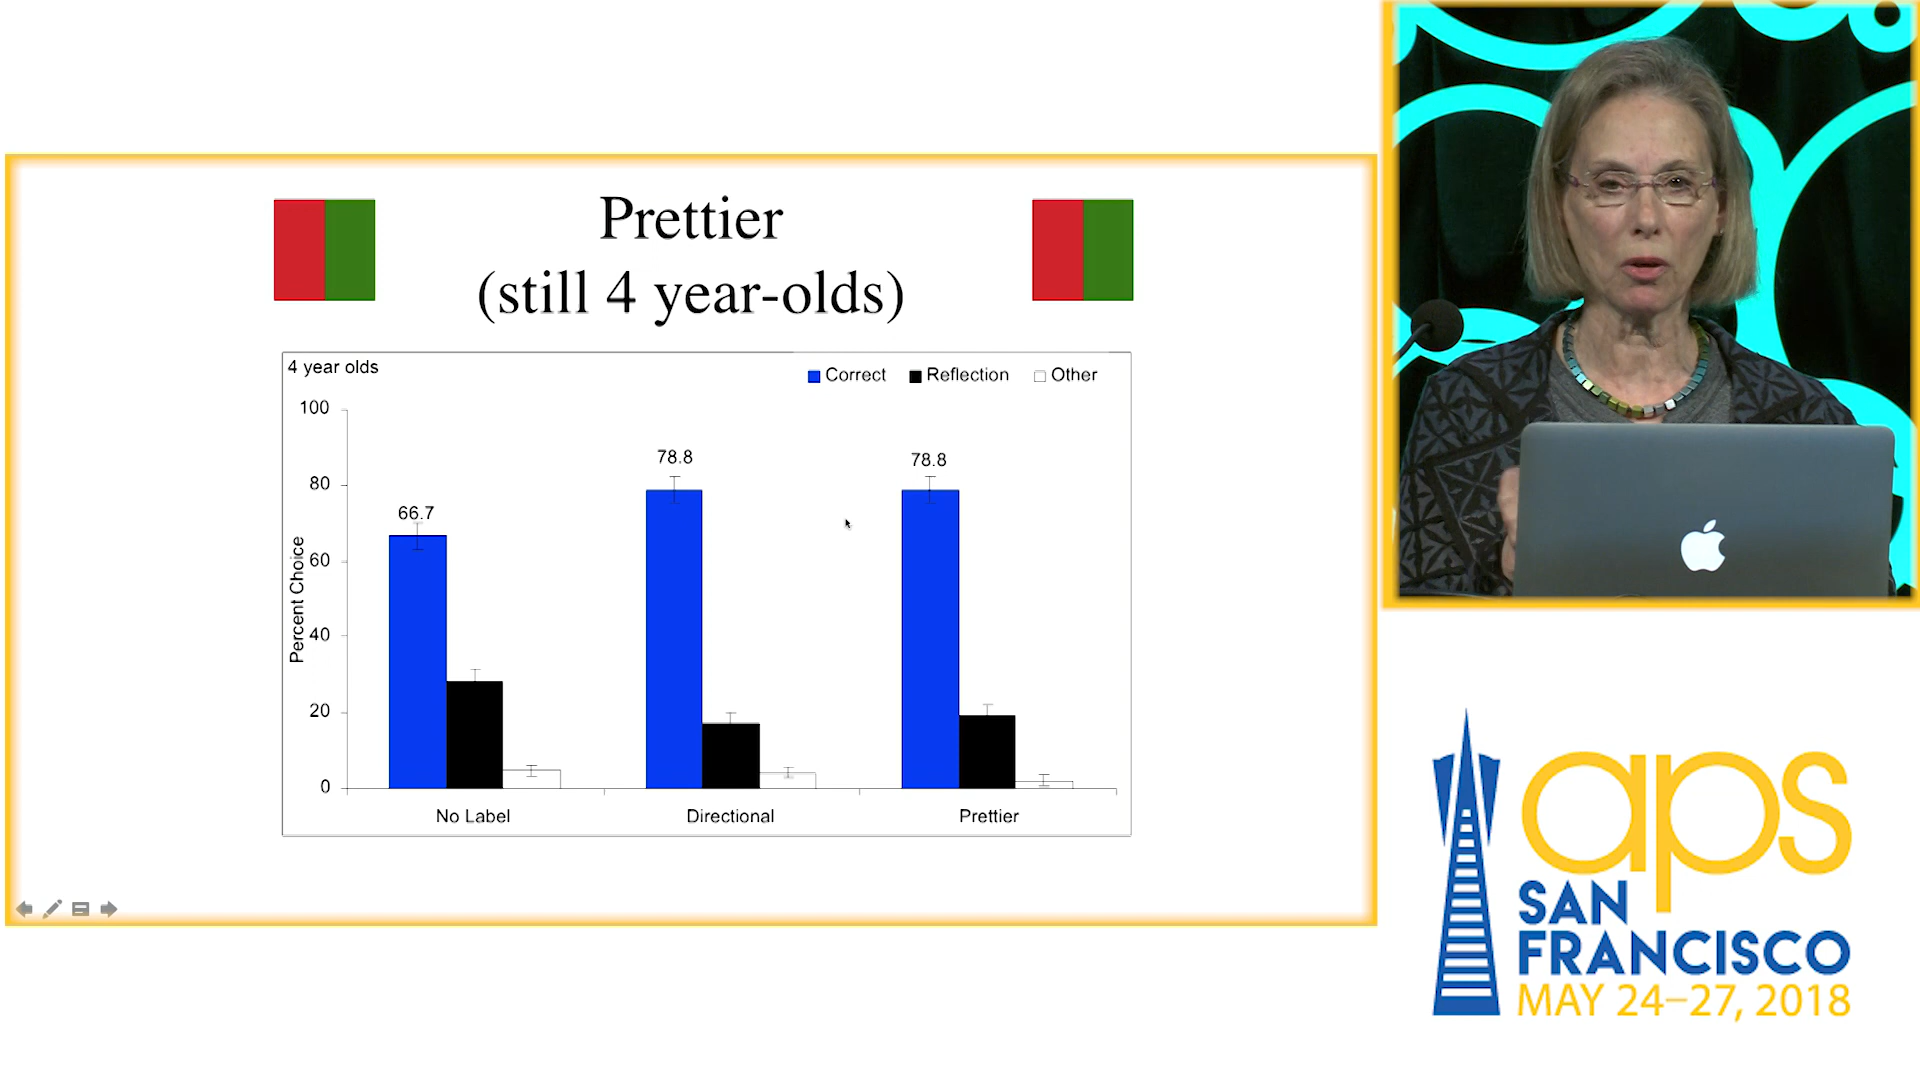 Prettier
(still 4 year-olds)
4 year olds
Correct Reflection Other
100
80
60
40
20
0
Percent Choice
66.7
78.8
78.8
No Label Directional Prettier
aps
SAN
FRANCISCO
MAY 24–27, 2018